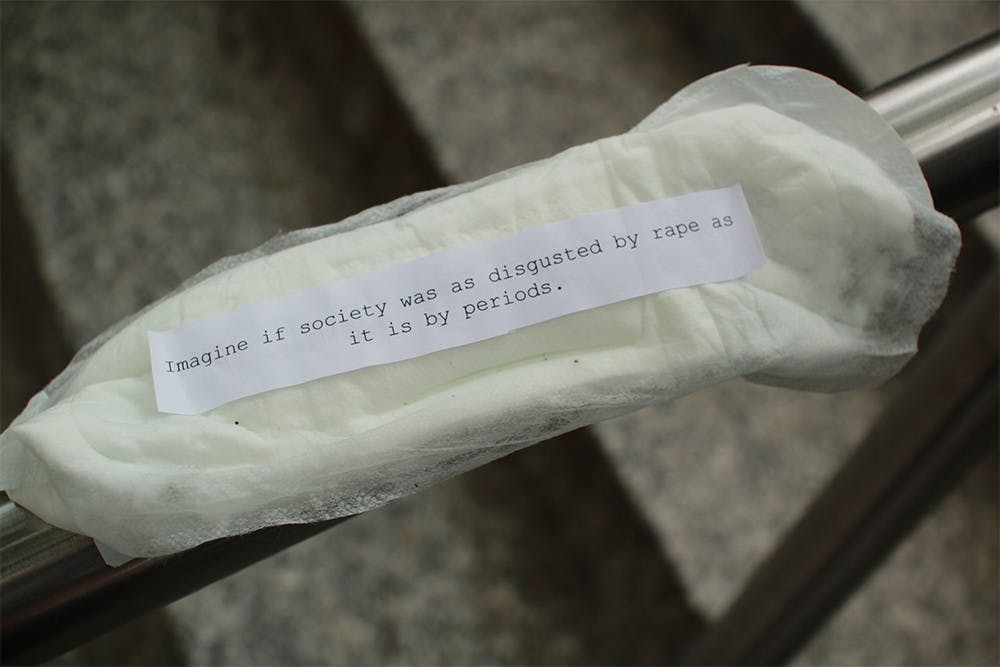 Imagine if society was as disgusted by rape as
it is by periods.